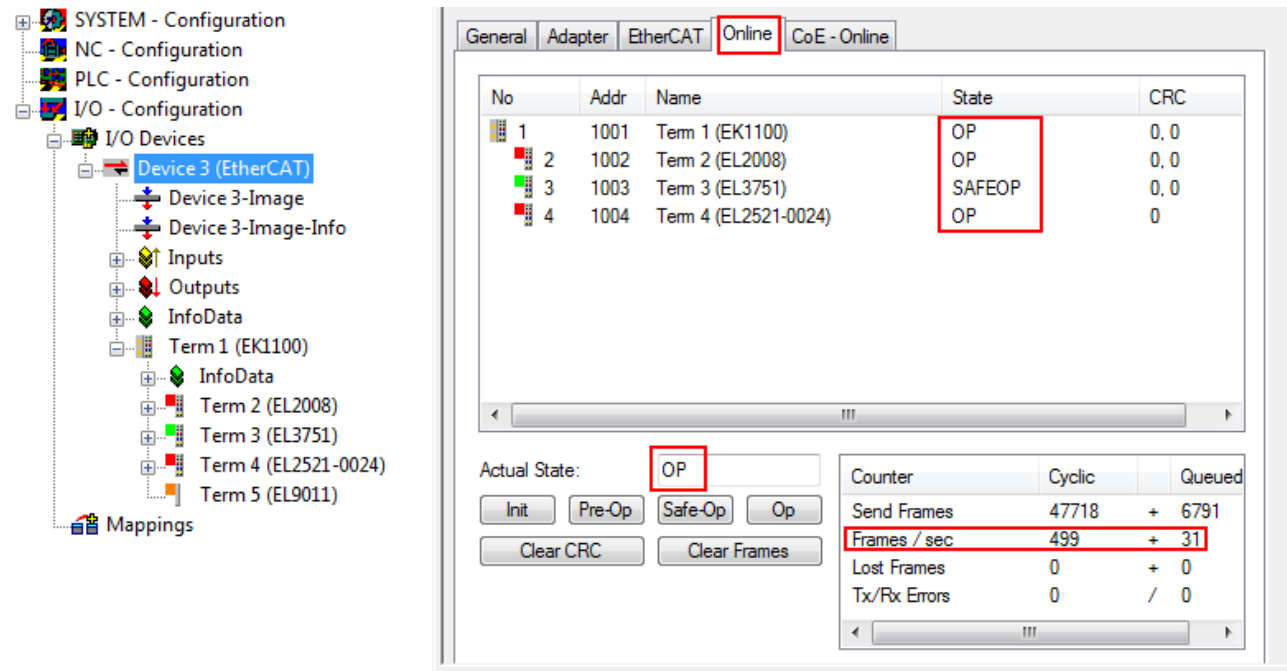 SYSTEM - Configuration
NC - Configuration
PLC - Configuration
I/O - Configuration
I/O Devices
Device 3 (EtherCAT)
Device 3-Image
Device 3-Image-Info
Inputs
Outputs
InfoData
Term 1 (EK1100)
InfoData
Term 2 (EL2008)
Term 3 (EL3751)
Term 4 (EL2521-0024)
Term 5 (EL9011)
Mappings
General Adapter EtherCAT Online CoE - Online
No Addr Name State CRC
1 1001 Term 1 (EK1100) OP 0, 0
2 1002 Term 2 (EL2008) OP 0, 0
3 1003 Term 3 (EL3751) SAFEOP 0, 0
4 1004 Term 4 (EL2521-0024) OP 0
Actual State: OP
Init Pre-Op Safe-Op Op
Clear CRC Clear Frames
Counter Cyclic Queued
Send Frames 47718 + 6791
Frames / sec 499 + 31
Lost Frames 0 + 0
Tx/Rx Errors 0 / 0